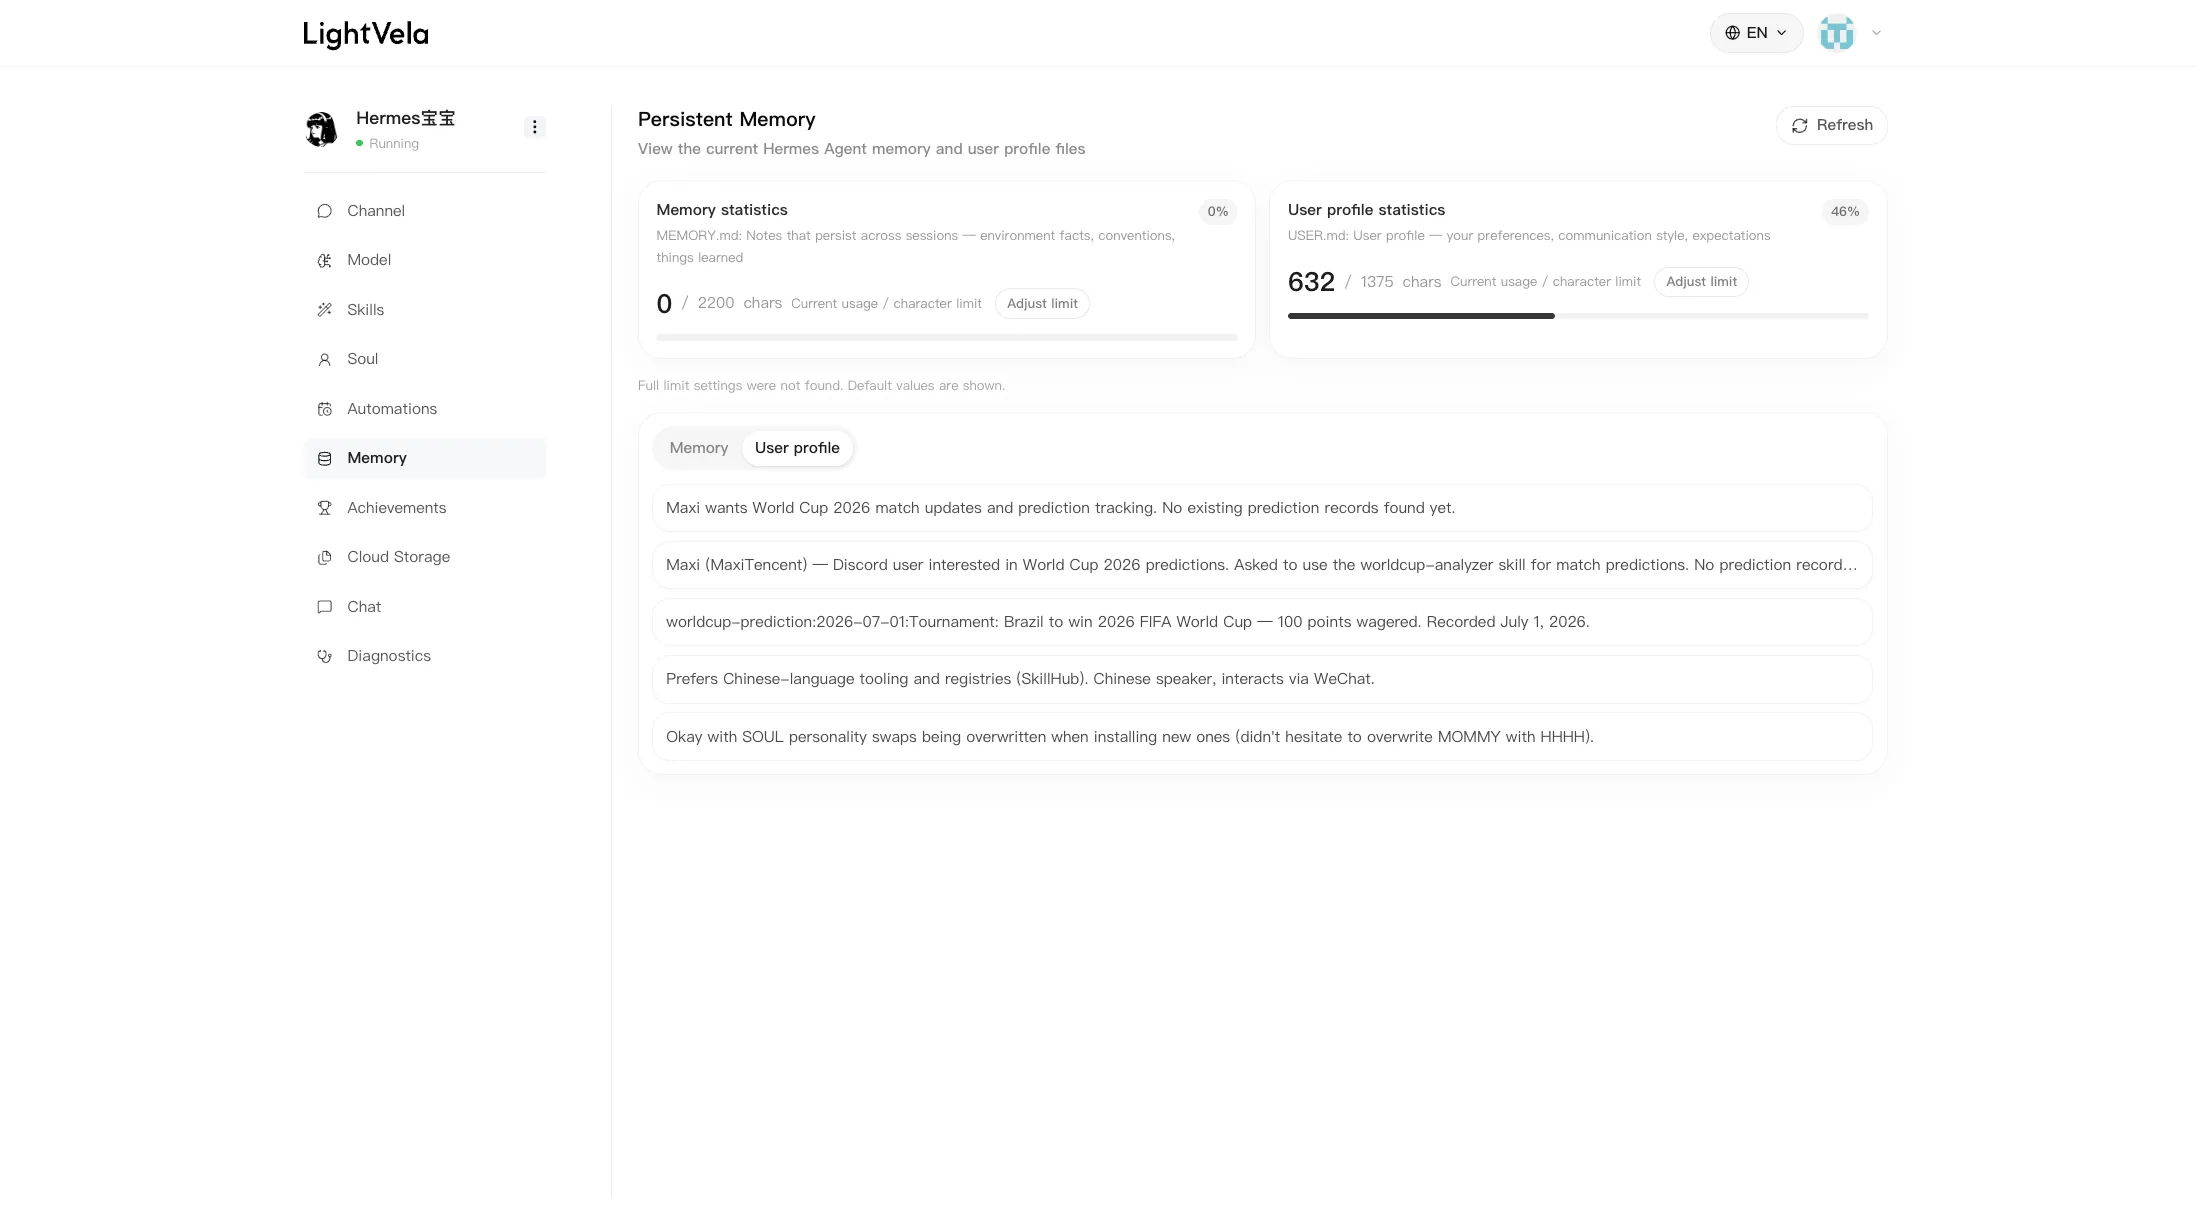 LightVela
EN
Hermes宝宝
Running
Channel
Model
Skills
Soul
Automations
Memory
Achievements
Cloud Storage
Chat
Diagnostics
Persistent Memory
View the current Hermes Agent memory and user profile files
Refresh
Memory statistics
0%
MEMORY.md: Notes that persist across sessions — environment facts, conventions,
things learned
0 / 2200 chars Current usage / character limit Adjust limit
User profile statistics
46%
USER.md: User profile — your preferences, communication style, expectations
632 / 1375 chars Current usage / character limit Adjust limit
Full limit settings were not found. Default values are shown.
Memory User profile
Maxi wants World Cup 2026 match updates and prediction tracking. No existing prediction records found yet.
Maxi (MaxiTencent) — Discord user interested in World Cup 2026 predictions. Asked to use the worldcup-analyzer skill for match predictions. No prediction record...
worldcup-prediction:2026-07-01:Tournament: Brazil to win 2026 FIFA World Cup — 100 points wagered. Recorded July 1, 2026.
Prefers Chinese-language tooling and registries (SkillHub). Chinese speaker, interacts via WeChat.
Okay with SOUL personality swaps being overwritten when installing new ones (didn't hesitate to overwrite MOMMY with HHHH).